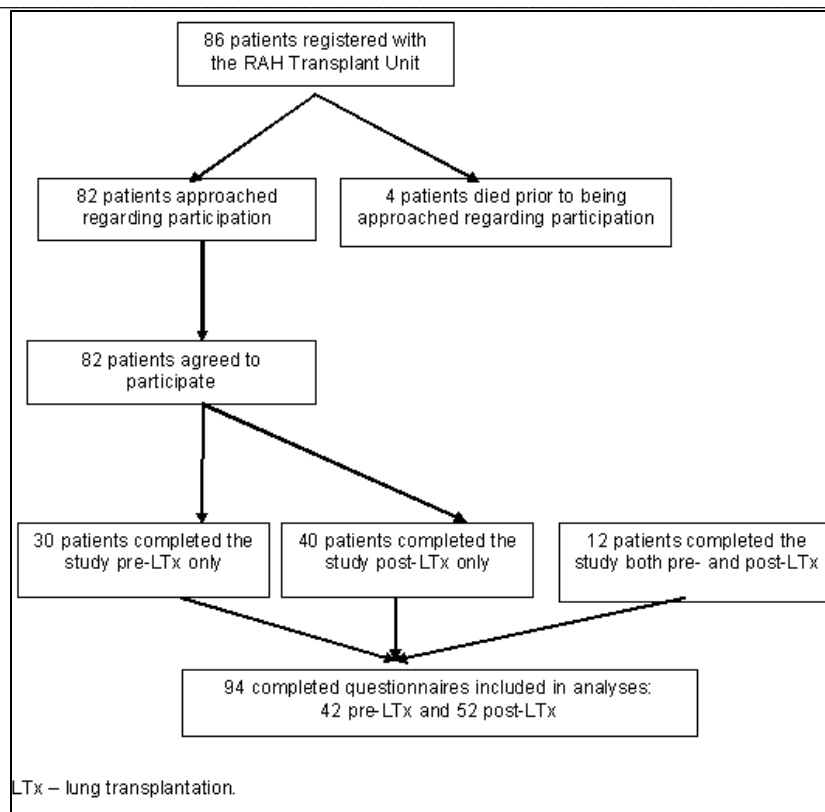 86 patients registered with
the RAH Transplant Unit
82 patients approached
regarding participation
4 patients died prior to being
approached regarding participation
82 patients agreed to
participate
30 patients completed the
study pre-LTx only
40 patients completed the
study post-LTx only
12 patients completed the
study both pre- and post-LTx
94 completed questionnaires included in analyses:
42 pre-LTx and 52 post-LTx
LTx – lung transplantation.